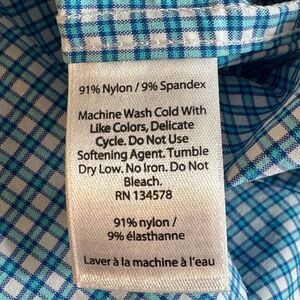 91% Nylon / 9% Spandex
Machine Wash Cold With
Like Colors, Delicate
Cycle. Do Not Use
Softening Agent. Tumble
Dry Low. No Iron. Do Not
Bleach.
RN 134578
91% nylon /
9% élasthanne
Laver à la machine à l'eau